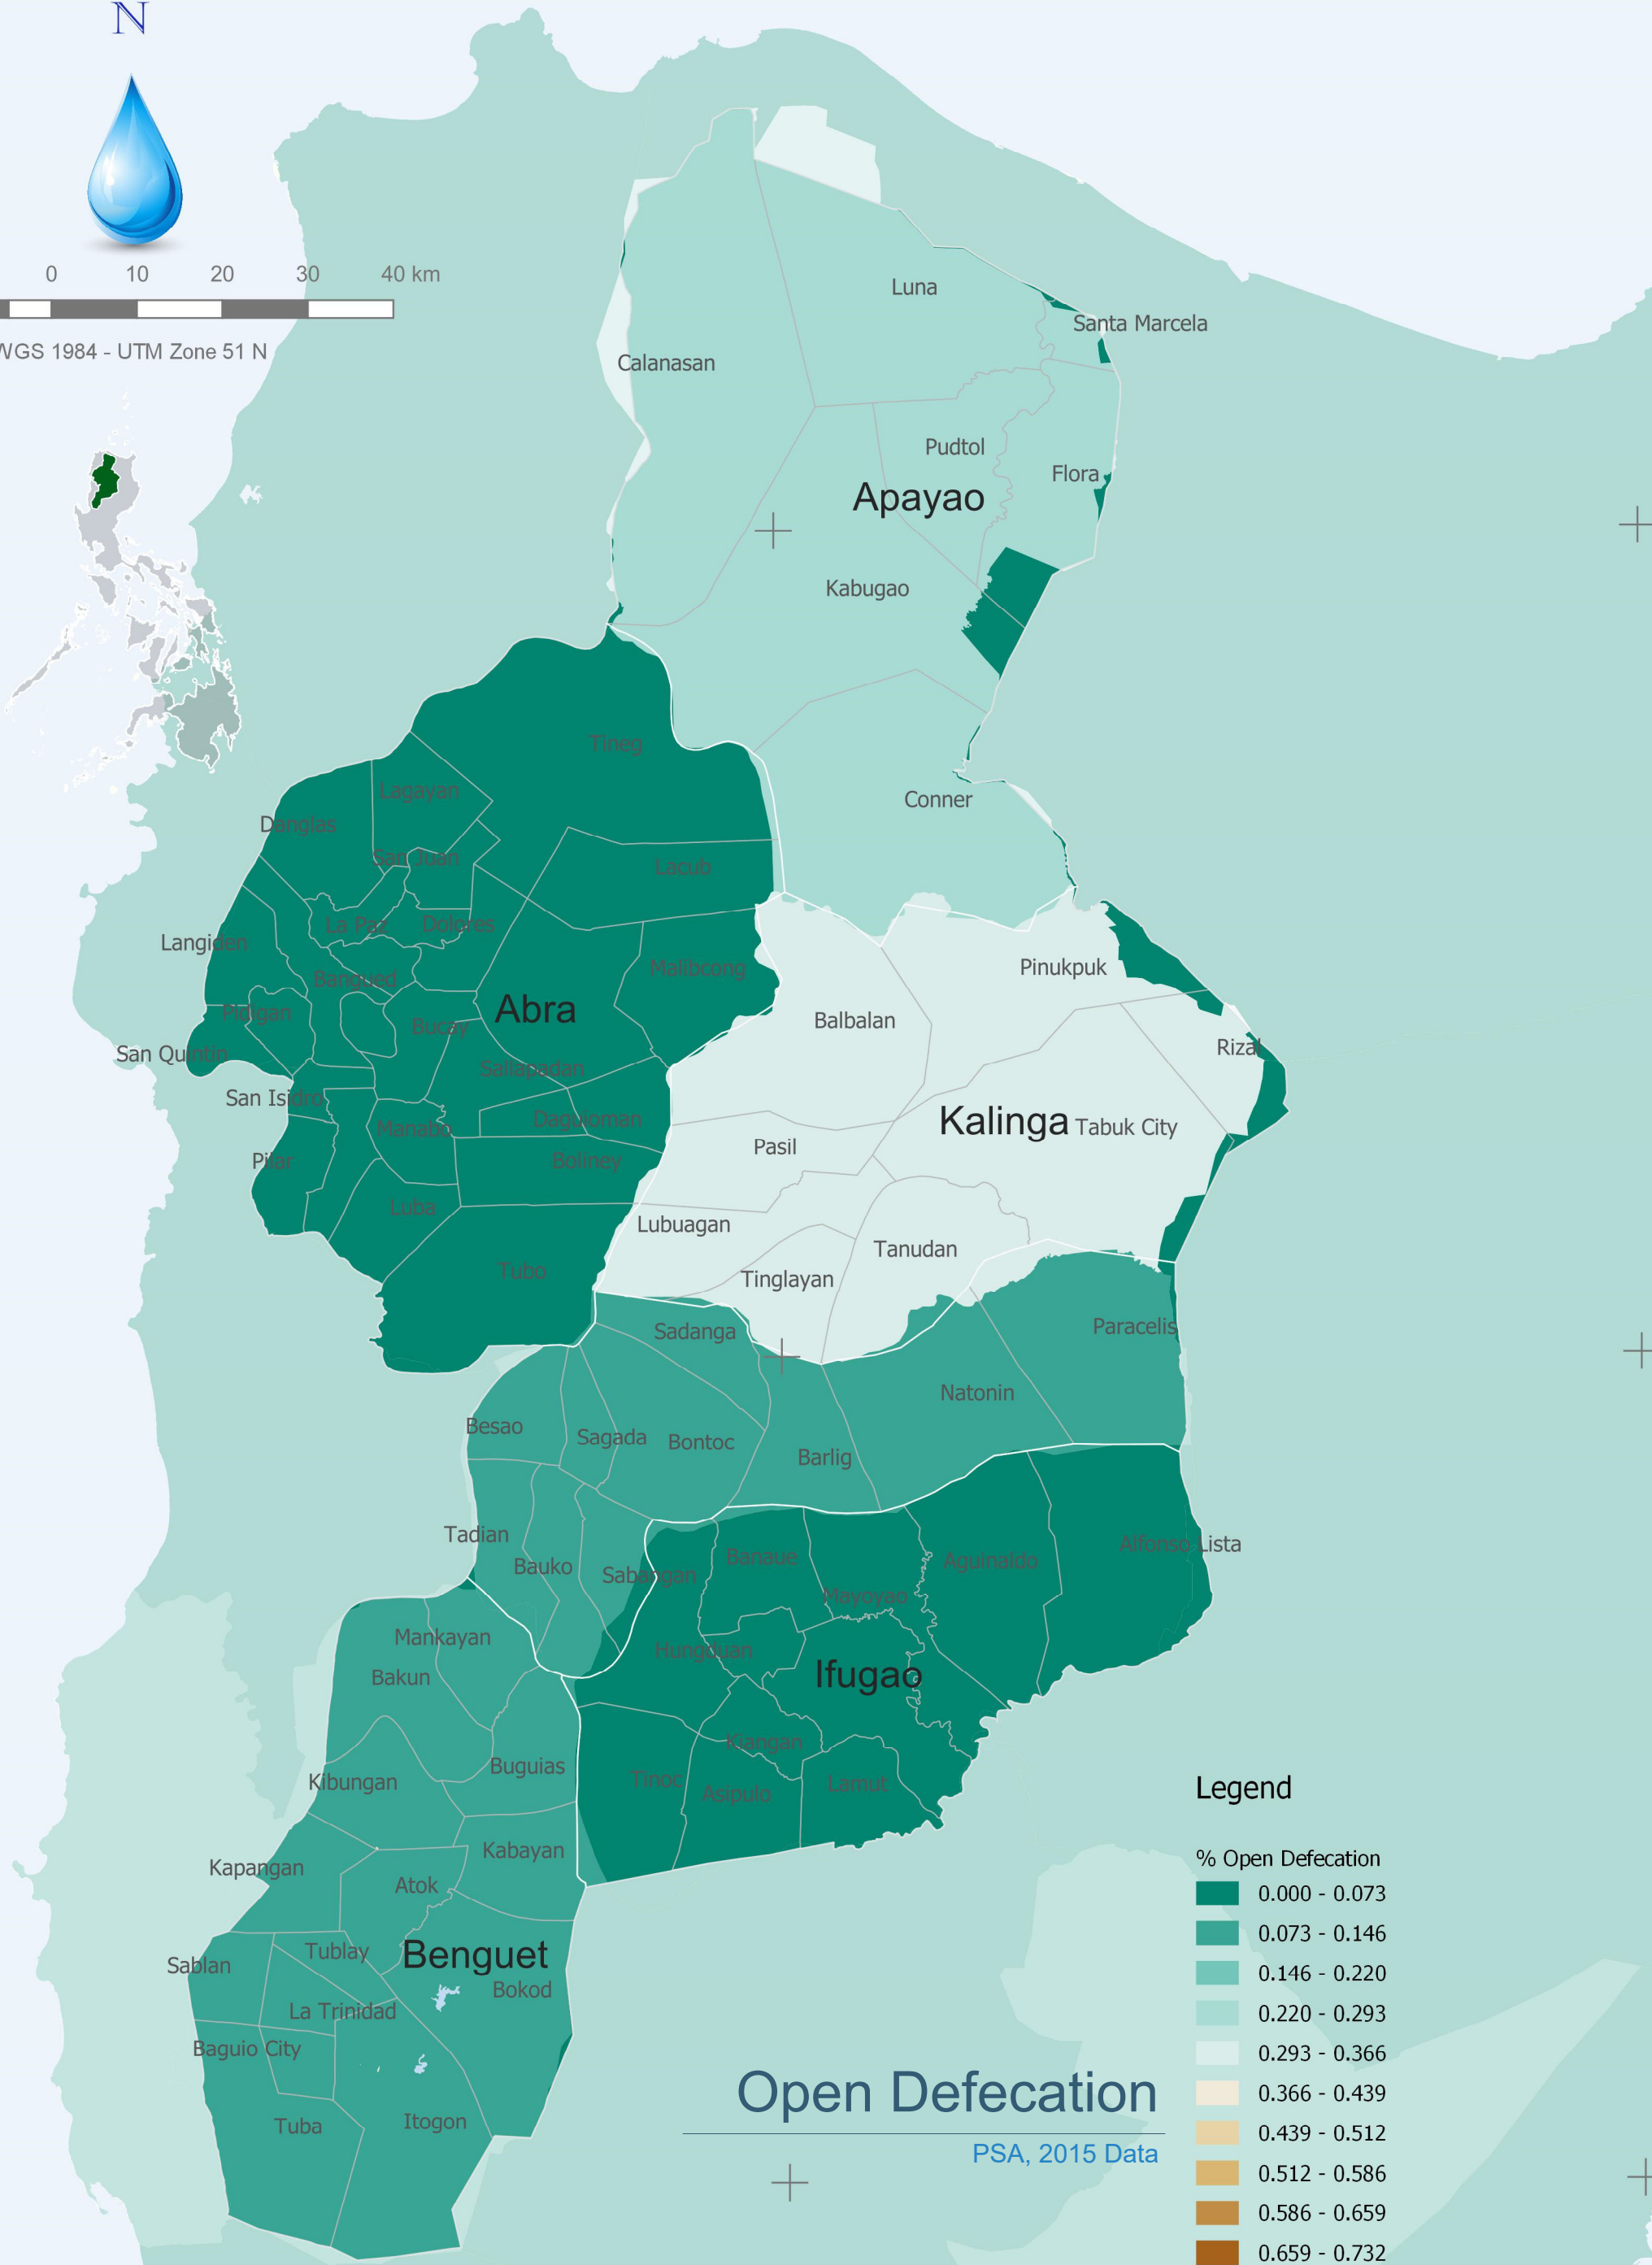 N
0 10 20 30 40 km
WGS 1984 - UTM Zone 51 N
Luna
Santa Marcela
Calanasan
Pudtol
Flora
Apayao
Kabugao
Tineg
Lagayan
Conner
Danglas
San Juan
Lacub
La Paz
Dolores
Langiden
Malibcong
Pinukpuk
Bangued
Abra
Pidigan
Balbalan
Bucay
Rizal
San Quintin
Sallapadan
San Isidro
Daguioman
Kalinga
Tabuk City
Manabo
Pasil
Pilar
Boliney
Luba
Lubuagan
Tanudan
Tubo
Tinglayan
Paracelis
Sadanga
Natonin
Besao
Sagada
Bontoc
Barlig
Tadian
Alfonso Lista
Banaue
Aguinaldo
Bauko
Sabangan
Mayoyao
Mankayan
Hungduan
Bakun
Ifugao
Kiangan
Buguias
Kibungan
Tinoc
Asipulo
Lamut
Legend
Kabayan
% Open Defecation
Kapangan
Atok
0.000 - 0.073
0.073 - 0.146
Tublay
Benguet
Sablan
0.146 - 0.220
Bokod
La Trinidad
0.220 - 0.293
Baguio City
0.293 - 0.366
Open Defecation
0.366 - 0.439
Tuba
Itogon
0.439 - 0.512
PSA, 2015 Data
0.512 - 0.586
0.586 - 0.659
0.659 - 0.732